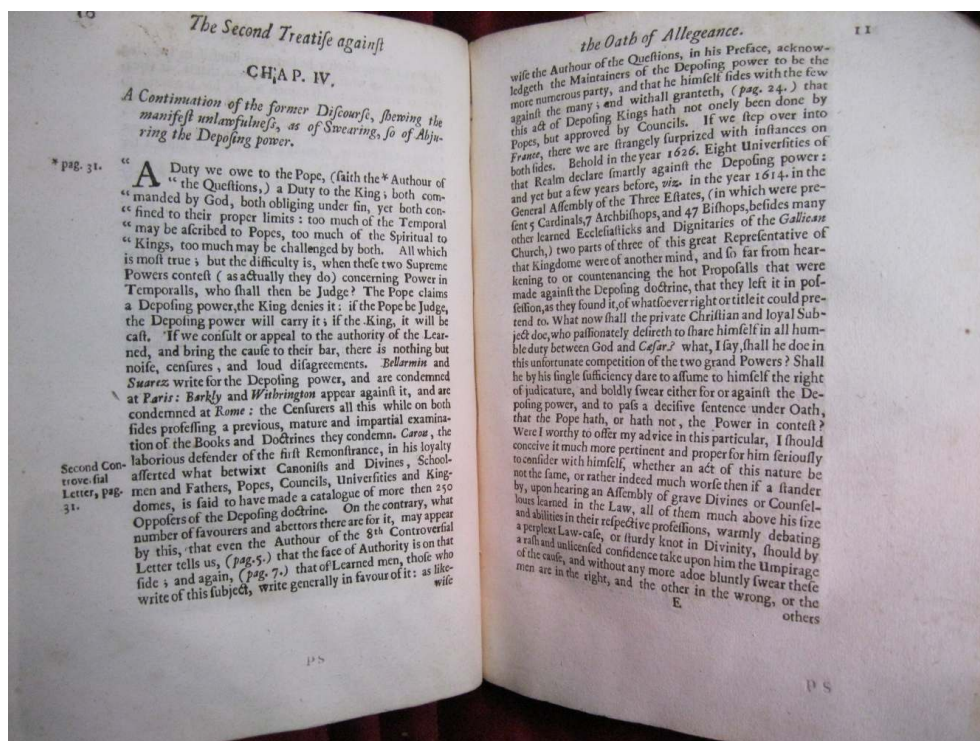 10
The Second Treatiſe againſt
CHAP. IV.
A Continuation of the former Diſcourſe, ſhewing the
manifeſt unlawfulneſs, as of Swearing, ſo of Abju-
ring the Depoſing power.
* pag. 31.
“ A Duty we owe to the Pope, (ſaith the * Authour of
“ the Queſtions,) a Duty to the King; both com-
“ manded by God, both obliging under ſin, yet both con-
“ fined to their proper limits : too much of the Temporal
“ may be aſcribed to Popes, too much of the Spiritual to
“ Kings, too much may be challenged by both. All which
is moſt true ; but the difficulty is, when theſe two Supreme
Powers conteſt ( as actually they do) concerning Power in
Temporalls, who ſhall then be Judge? The Pope claims
a Depoſing power,the King denies it : if the Pope be Judge,
the Depoſing power will carry it ; if the King, it will be
caſt. If we conſult or appeal to the authority of the Lear-
ned, and bring the cauſe to their bar, there is nothing but
noiſe, cenſures , and loud diſagreements. Bellarmin and
Suarez write for the Depoſing power, and are condemned
at Paris : Barkly and Withrington appear againſt it, and are
condemned at Rome : the Cenſurers all this while on both
ſides profeſſing a previous, mature and impartial examina-
tion of the Books and Doctrines they condemn. Caron , the
laborious defender of the firſt Remonſtrance, in his loyalty
aſſerted what betwixt Canoniſts and Divines, School-
men and Fathers, Popes, Councils, Univerſities and King-
domes, is ſaid to have made a catalogue of more then 250
Oppoſers of the Depoſing doctrine. On the contrary, what
number of favourers and abettors there are for it, may appear
by this, that even the Authour of the 8th Controverſial
Letter tells us, (pag.5.) that the face of Authority is on that
ſide ; and again, (pag. 7.) that of Learned men, thoſe who
write of this ſubject, write generally in favour of it : as like-
wiſe
Second Con-
trove.ſial
Letter, pag.
31.
PS
the Oath of Allegeance.
11
wiſe the Authour of the Queſtions, in his Preface, acknow-
ledgeth the Maintainers of the Depoſing power to be the
more numerous party, and that he himſelf ſides with the few
againſt the many ; and withall granteth, (pag. 24.) that
this act of Depoſing Kings hath not onely been done by
Popes, but approved by Councils. If we ſtep over into
France, there we are ſtrangely ſurprized with inſtances on
both ſides. Behold in the year 1626. Eight Univerſities of
that Realm declare ſmartly againſt the Depoſing power :
and yet but a few years before, viz. in the year 1614. in the
General Aſſembly of the Three Eſtates, (in which were pre-
ſent 5 Cardinals,7 Archbiſhops, and 47 Biſhops,beſides many
other learned Eccleſiaſticks and Dignitaries of the Gallican
Church,) two parts of three of this great Repreſentative of
that Kingdome were of another mind, and ſo far from hear-
kening to or countenancing the hot Propoſalls that were
made againſt the Depoſing doctrine, that they left it in poſ-
ſeſſion,as they found it,of whatſoever right or title it could pre-
tend to. What now ſhall the private Chriſtian and loyal Sub-
ject doe,who paſſionately deſireth to ſhare himſelf in all hum-
ble duty between God and Cæſar? what, I ſay,ſhall he doe in
this unfortunate competition of the two grand Powers ? Shall
he by his ſingle ſufficiency dare to aſſume to himſelf the right
of judicature, and boldly ſwear either for or againſt the De-
poſing power, and to paſs a deciſive ſentence under Oath,
that the Pope hath, or hath not , the Power in conteſt ?
Were I worthy to offer my advice in this particular, I ſhould
conceive it much more pertinent and proper for him ſeriouſly
to conſider with himſelf, whether an act of this nature be
not the ſame, or rather indeed much worſe then if a ſtander
by, upon hearing an Aſſembly of grave Divines or Counſel-
lours learned in the Law, all of them much above his ſize
and abilities in their reſpective profeſſions, warmly debating
a perplext Law-caſe, or ſturdy knot in Divinity, ſhould by
a raſh and unlicenſed confidence take upon him the Umpirage
of the cauſe, and without any more adoe bluntly ſwear theſe
men are in the right, and the other in the wrong, or the
E
others
PS